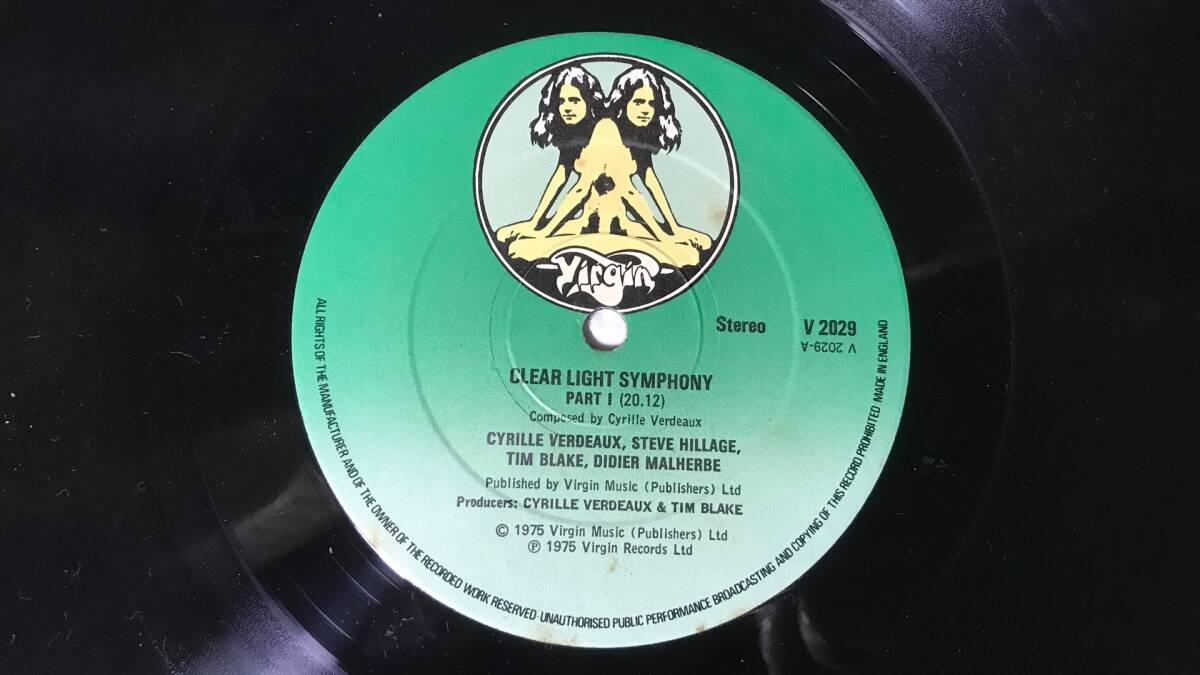 Virgin
Stereo V 2029
V 2029-A
CLEAR LIGHT SYMPHONY
PART I (20.12)
Composed by Cyrille Verdeaux
CYRILLE VERDEAUX, STEVE HILLAGE,
TIM BLAKE, DIDIER MALHERBE
Published by Virgin Music (Publishers) Ltd
Producers: CYRILLE VERDEAUX & TIM BLAKE
© 1975 Virgin Music (Publishers) Ltd
℗ 1975 Virgin Records Ltd
ALL RIGHTS OF THE MANUFACTURER AND OF THE OWNER OF THE RECORDED WORK RESERVED·UNAUTHORISED PUBLIC PERFORMANCE BROADCASTING AND COPYING OF THIS RECORD PROHIBITED MADE IN ENGLAND